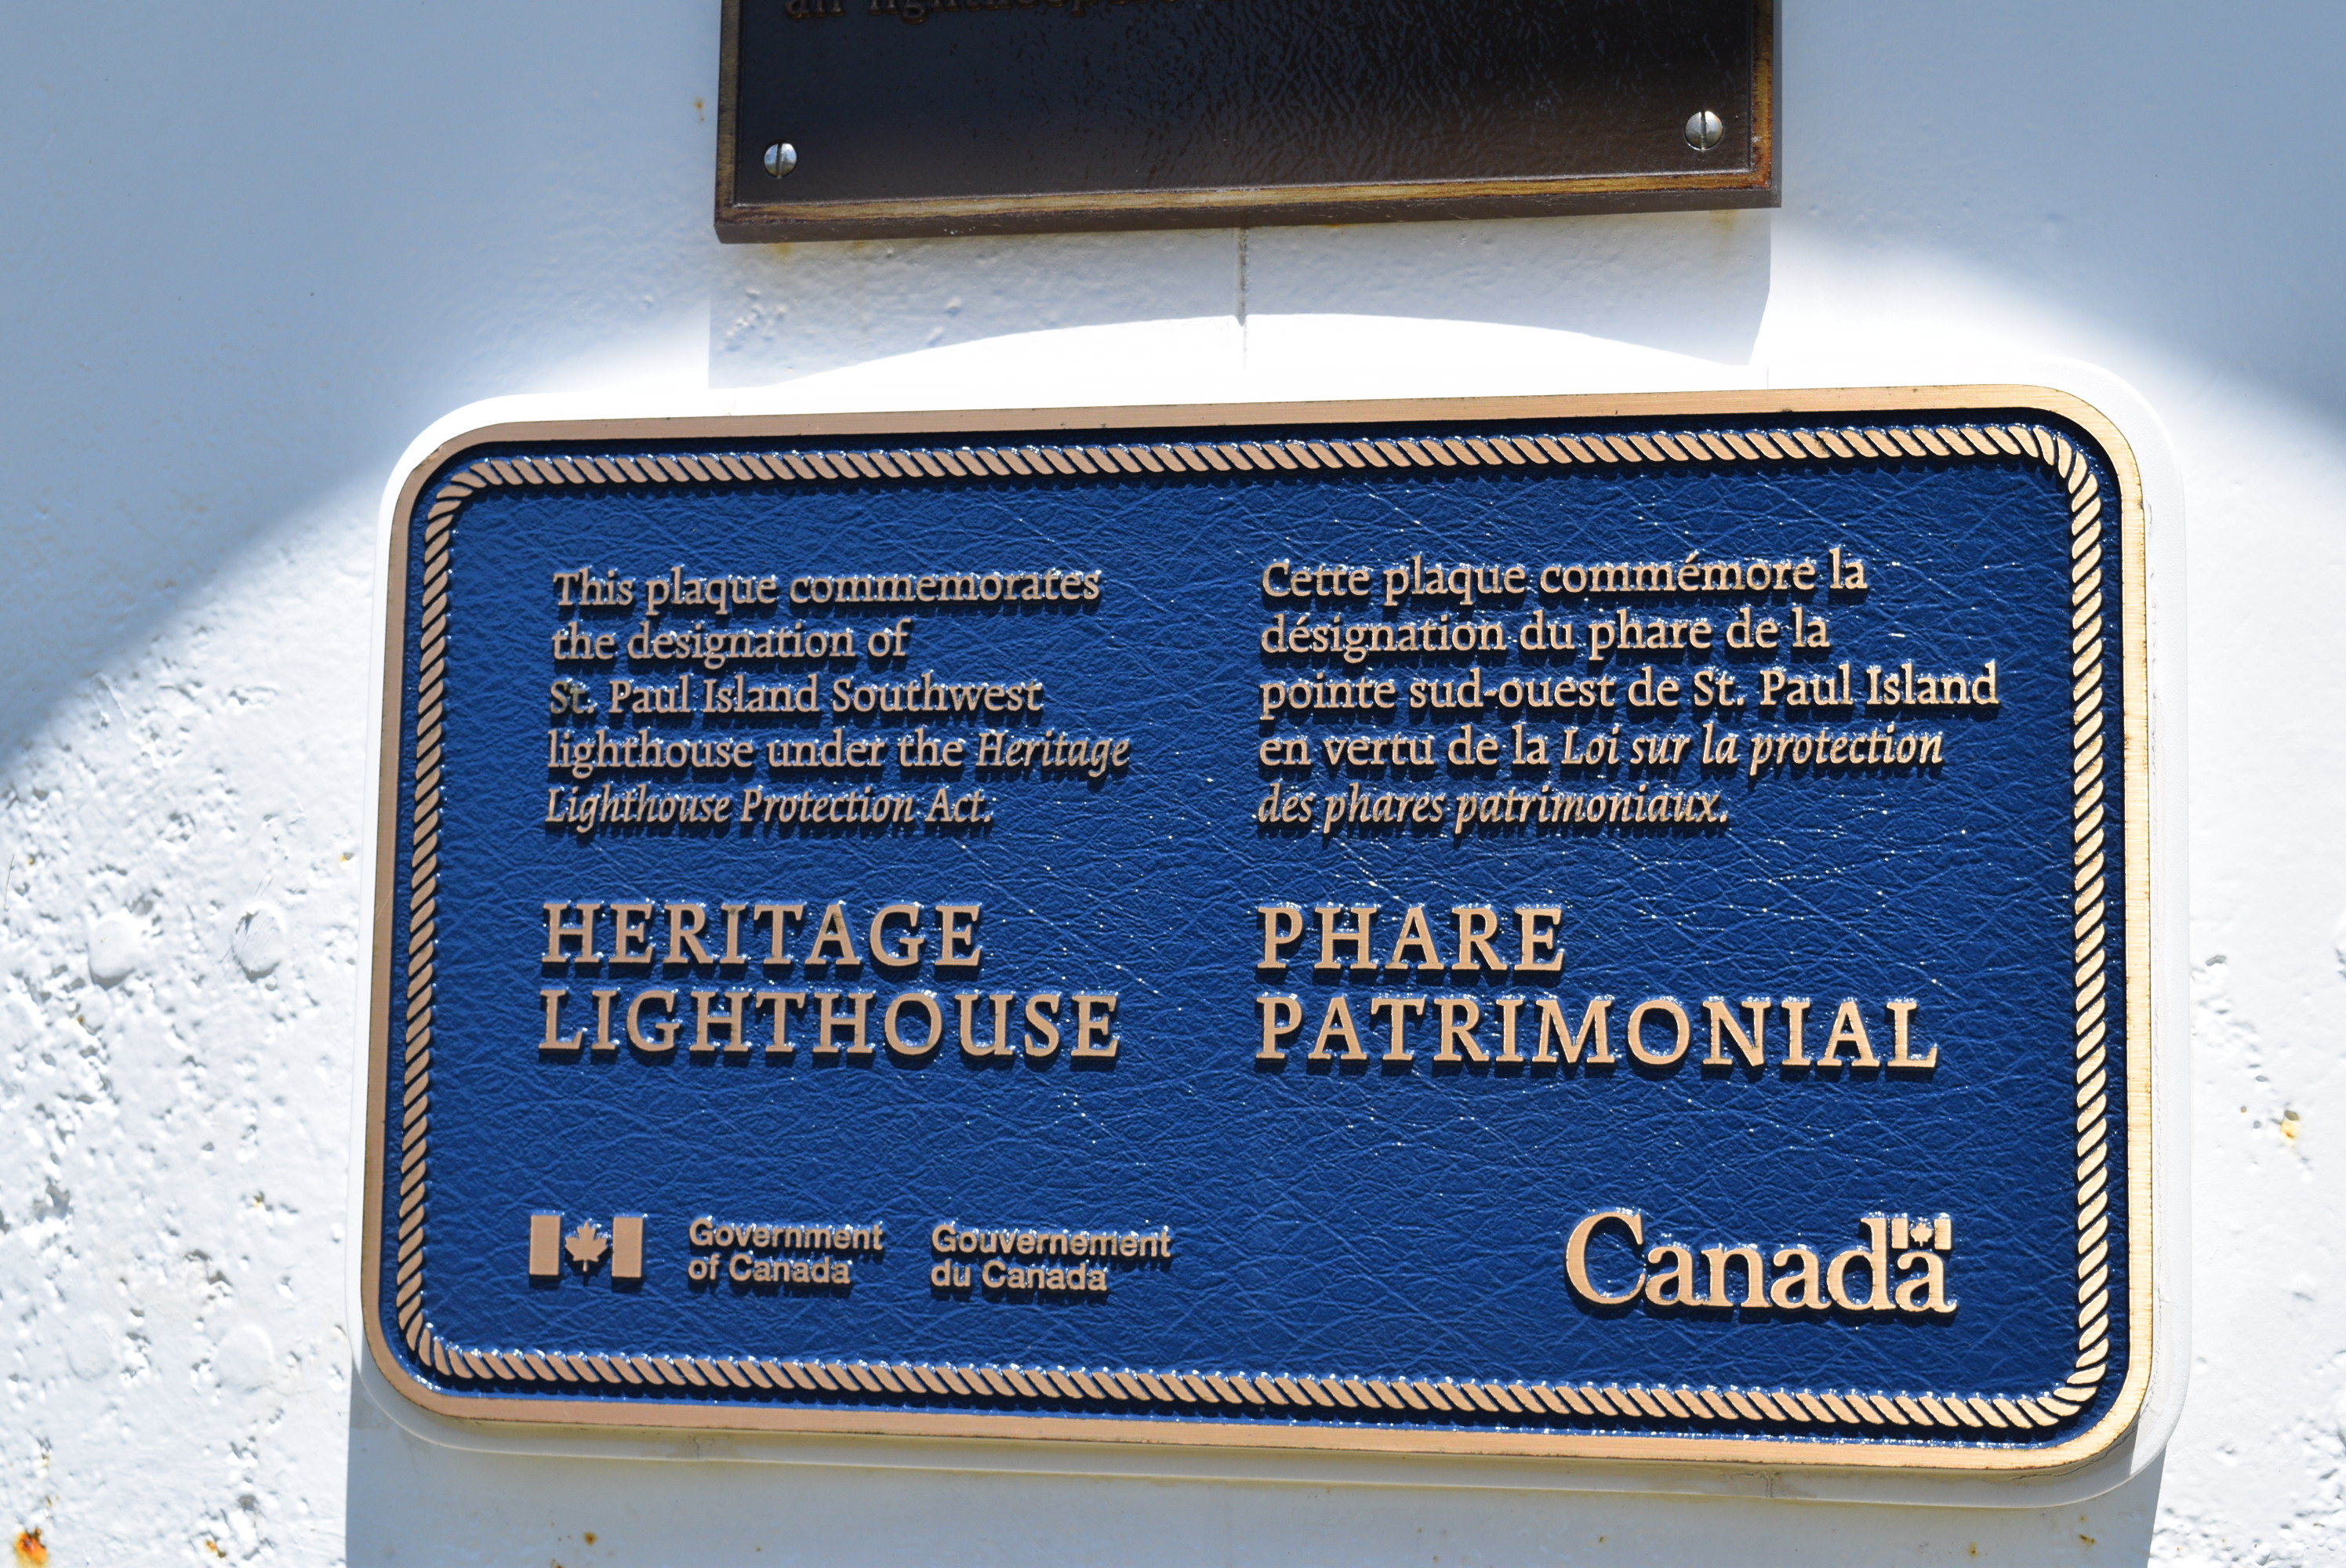 all lightkeepers
This plaque commemorates
the designation of
St. Paul Island Southwest
lighthouse under the Heritage
Lighthouse Protection Act.
HERITAGE
LIGHTHOUSE
Cette plaque commémore la
désignation du phare de la
pointe sud-ouest de St. Paul Island
en vertu de la Loi sur la protection
des phares patrimoniaux.
PHARE
PATRIMONIAL
Government
of Canada
Gouvernement
du Canada
Canada